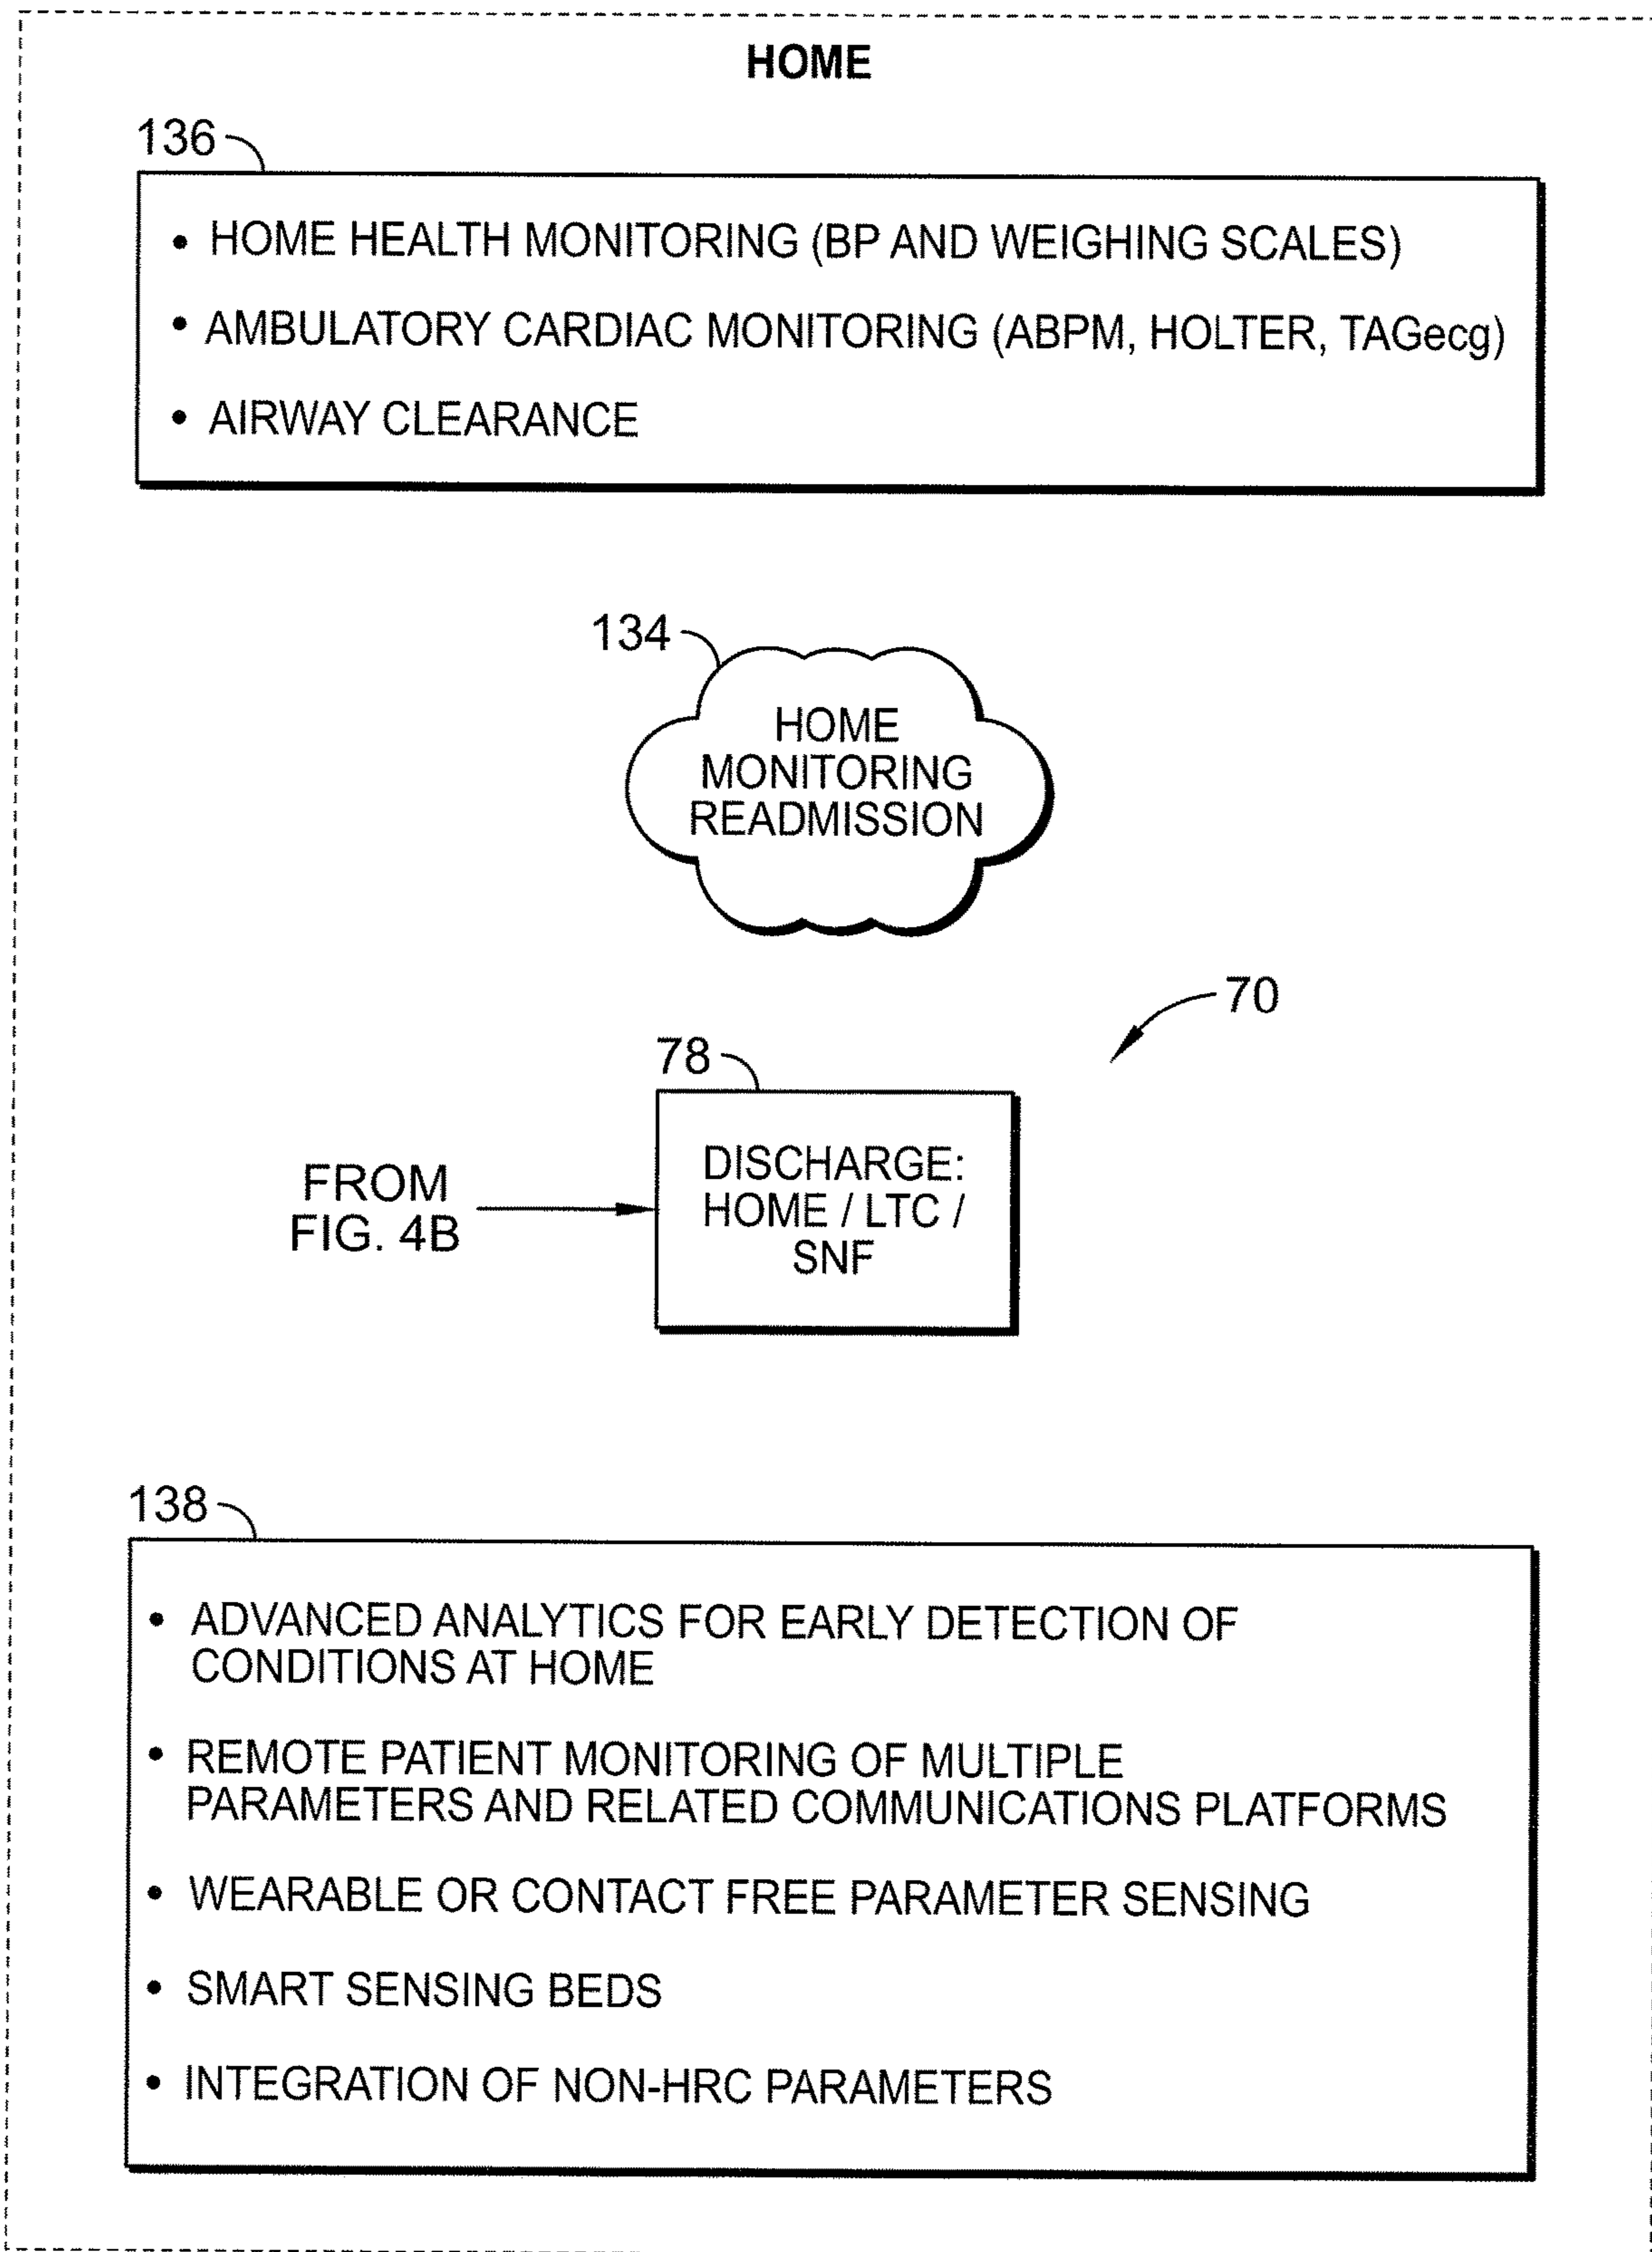 HOME
136
• HOME HEALTH MONITORING (BP AND WEIGHING SCALES)
• AMBULATORY CARDIAC MONITORING (ABPM, HOLTER, TAGecg)
• AIRWAY CLEARANCE
134
HOME
MONITORING
READMISSION
70
78
DISCHARGE:
HOME / LTC /
SNF
FROM
FIG. 4B
138
• ADVANCED ANALYTICS FOR EARLY DETECTION OF
CONDITIONS AT HOME
• REMOTE PATIENT MONITORING OF MULTIPLE
PARAMETERS AND RELATED COMMUNICATIONS PLATFORMS
• WEARABLE OR CONTACT FREE PARAMETER SENSING
• SMART SENSING BEDS
• INTEGRATION OF NON-HRC PARAMETERS